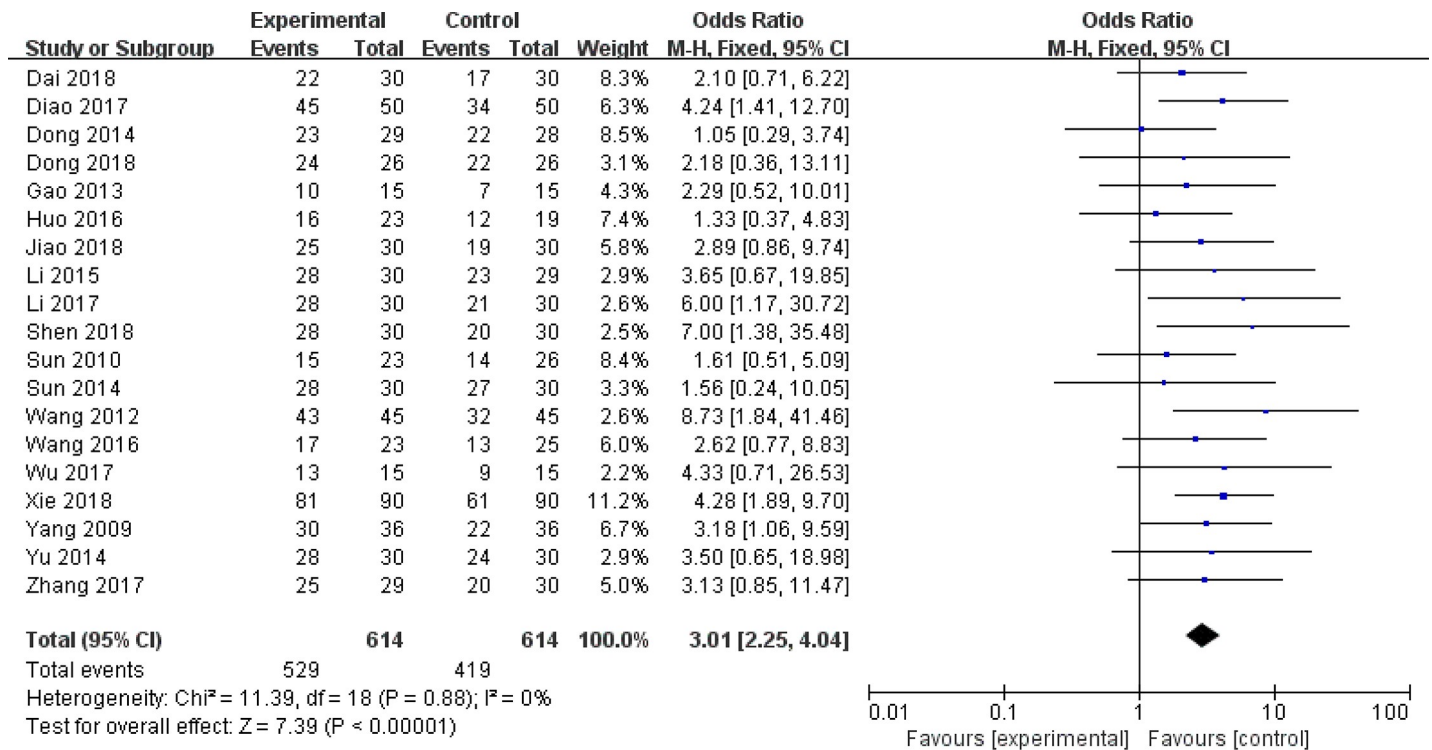 Experimental Control Odds Ratio Odds Ratio
Study or Subgroup Events Total Events Total Weight M-H, Fixed, 95% CI M-H, Fixed, 95% CI
Dai 2018 22 30 17 30 8.3% 2.10 [0.71, 6.22]
Diao 2017 45 50 34 50 6.3% 4.24 [1.41, 12.70]
Dong 2014 23 29 22 28 8.5% 1.05 [0.29, 3.74]
Dong 2018 24 26 22 26 3.1% 2.18 [0.36, 13.11]
Gao 2013 10 15 7 15 4.3% 2.29 [0.52, 10.01]
Huo 2016 16 23 12 19 7.4% 1.33 [0.37, 4.83]
Jiao 2018 25 30 19 30 5.8% 2.89 [0.86, 9.74]
Li 2015 28 30 23 29 2.9% 3.65 [0.67, 19.85]
Li 2017 28 30 21 30 2.6% 6.00 [1.17, 30.72]
Shen 2018 28 30 20 30 2.5% 7.00 [1.38, 35.48]
Sun 2010 15 23 14 26 8.4% 1.61 [0.51, 5.09]
Sun 2014 28 30 27 30 3.3% 1.56 [0.24, 10.05]
Wang 2012 43 45 32 45 2.6% 8.73 [1.84, 41.46]
Wang 2016 17 23 13 25 6.0% 2.62 [0.77, 8.83]
Wu 2017 13 15 9 15 2.2% 4.33 [0.71, 26.53]
Xie 2018 81 90 61 90 11.2% 4.28 [1.89, 9.70]
Yang 2009 30 36 22 36 6.7% 3.18 [1.06, 9.59]
Yu 2014 28 30 24 30 2.9% 3.50 [0.65, 18.98]
Zhang 2017 25 29 20 30 5.0% 3.13 [0.85, 11.47]
Total (95% CI) 614 614 100.0% 3.01 [2.25, 4.04]
Total events 529 419
Heterogeneity: Chi² = 11.39, df = 18 (P = 0.88); I² = 0%
Test for overall effect: Z = 7.39 (P < 0.00001)
0.01 0.1 1 10 100
Favours [experimental] Favours [control]